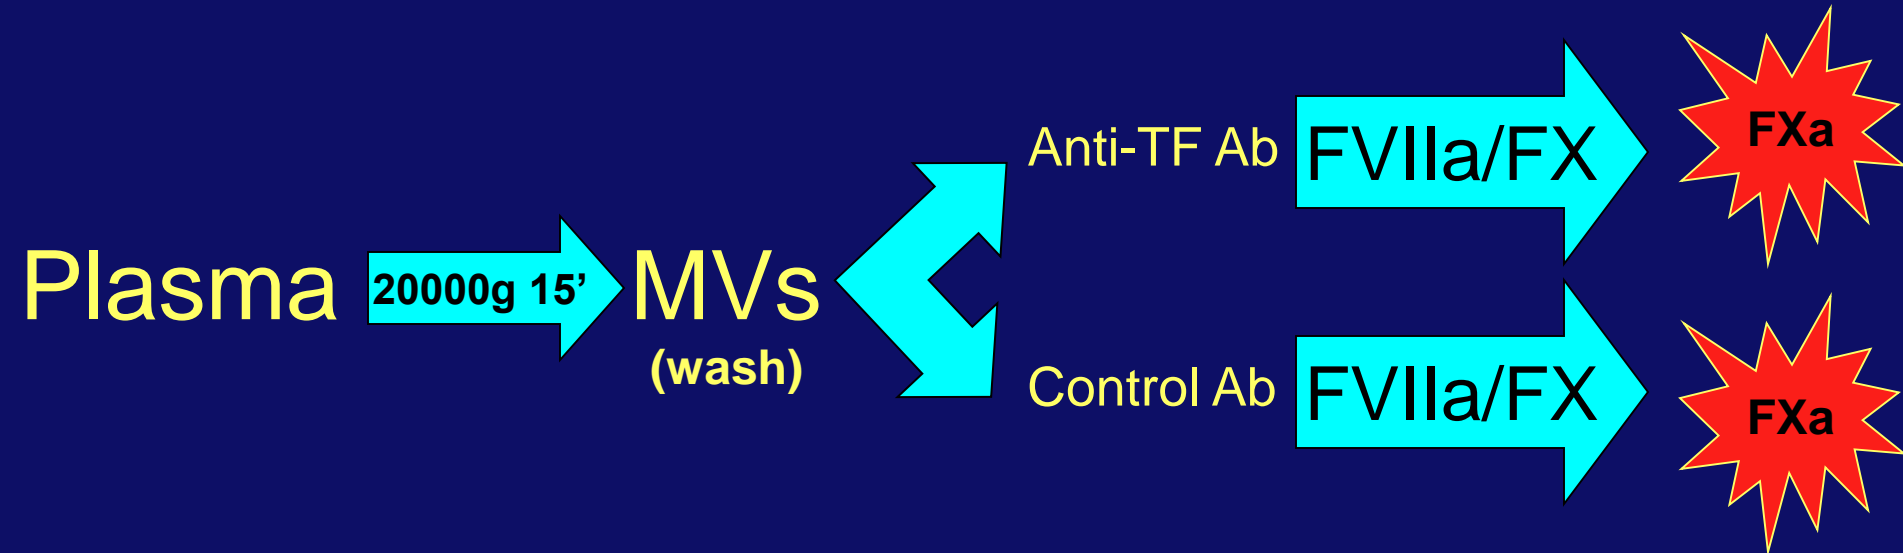 Plasma
20000g 15’
MVs
(wash)
Anti-TF Ab
FVIIa/FX
FXa
Control Ab
FVIIa/FX
FXa